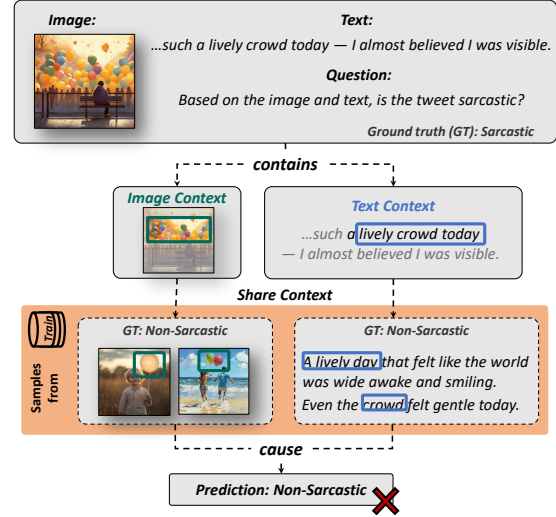 Image:
Text:
…such a lively crowd today — I almost believed I was visible.
Question:
Based on the image and text, is the tweet sarcastic?
Ground truth (GT): Sarcastic
contains
Image Context
Text Context
…such a lively crowd today
— I almost believed I was visible.
Share Context
Train
Samples
from
GT: Non-Sarcastic
GT: Non-Sarcastic
A lively day that felt like the world
was wide awake and smiling.
Even the crowd felt gentle today.
cause
Prediction: Non-Sarcastic